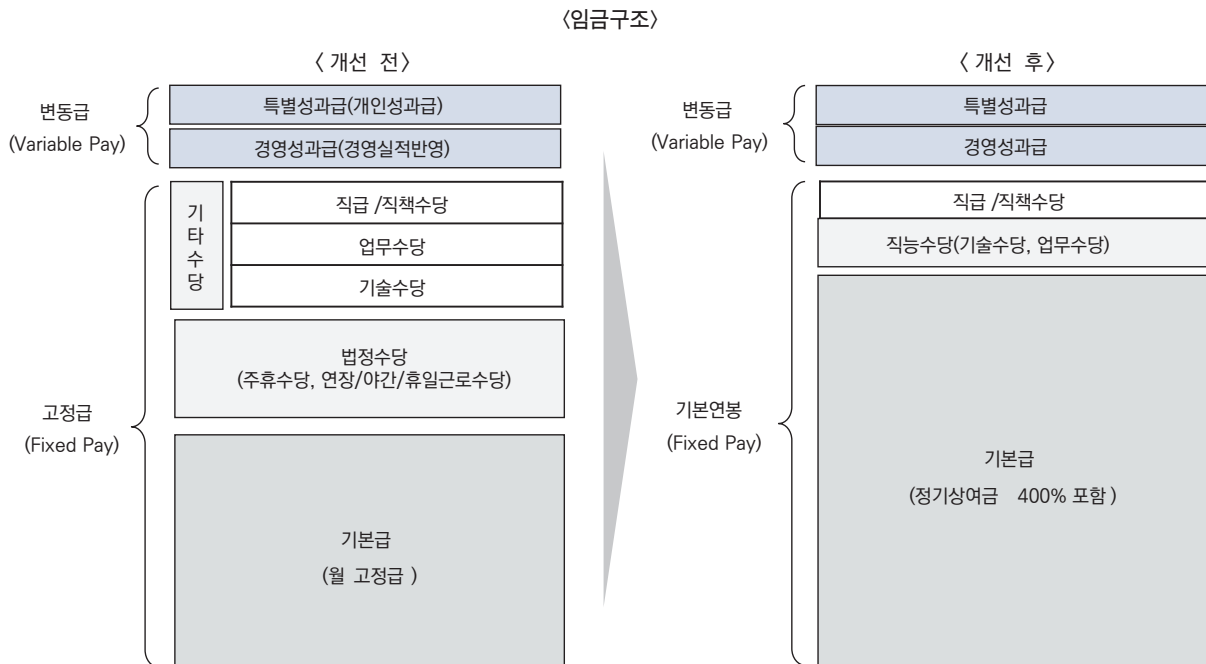 〈임금구조〉
〈 개선 전〉
변동급
(Variable Pay)
특별성과급(개인성과급)
경영성과급(경영실적반영)
고정급
(Fixed Pay)
기
타
수
당
직급 /직책수당
업무수당
기술수당
법정수당
(주휴수당, 연장/야간/휴일근로수당)
기본급
(월 고정급 )
〈 개선 후〉
변동급
(Variable Pay)
특별성과급
경영성과급
기본연봉
(Fixed Pay)
직급 /직책수당
직능수당(기술수당, 업무수당)
기본급
(정기상여금 400% 포함 )